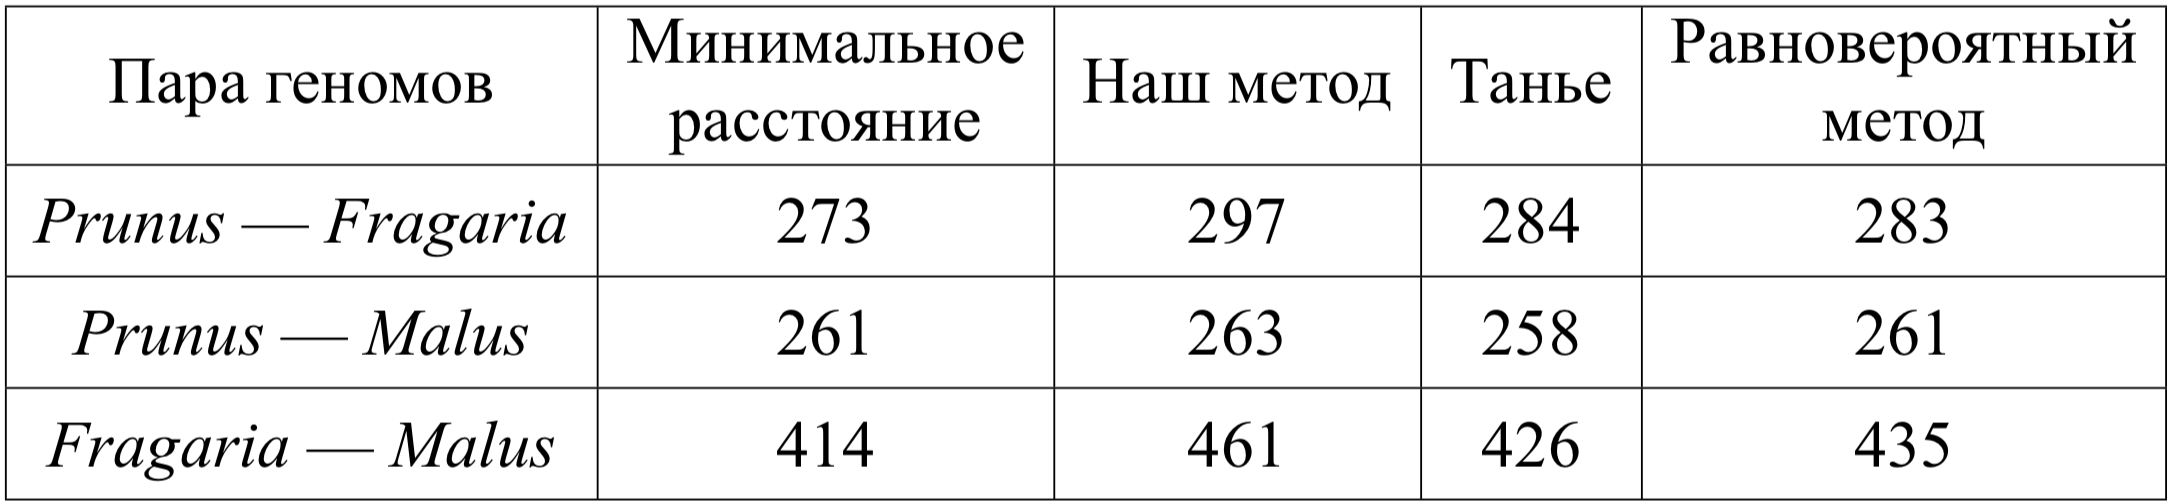 Пара геномов
Минимальное
расстояние
Наш метод
Танье
Равновероятный
метод
Prunus — Fragaria
273
297
284
283
Prunus — Malus
261
263
258
261
Fragaria — Malus
414
461
426
435